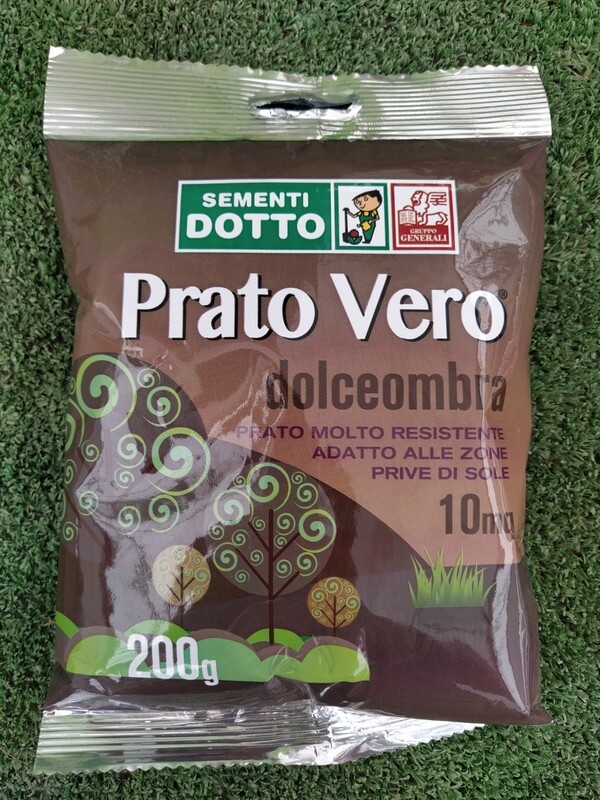 SEMENTI
DOTTO
GRUPPO
GENERALI
Prato Vero®
dolceombra
PRATO MOLTO RESISTENTE
ADATTO ALLE ZONE
PRIVE DI SOLE
10mq
200g